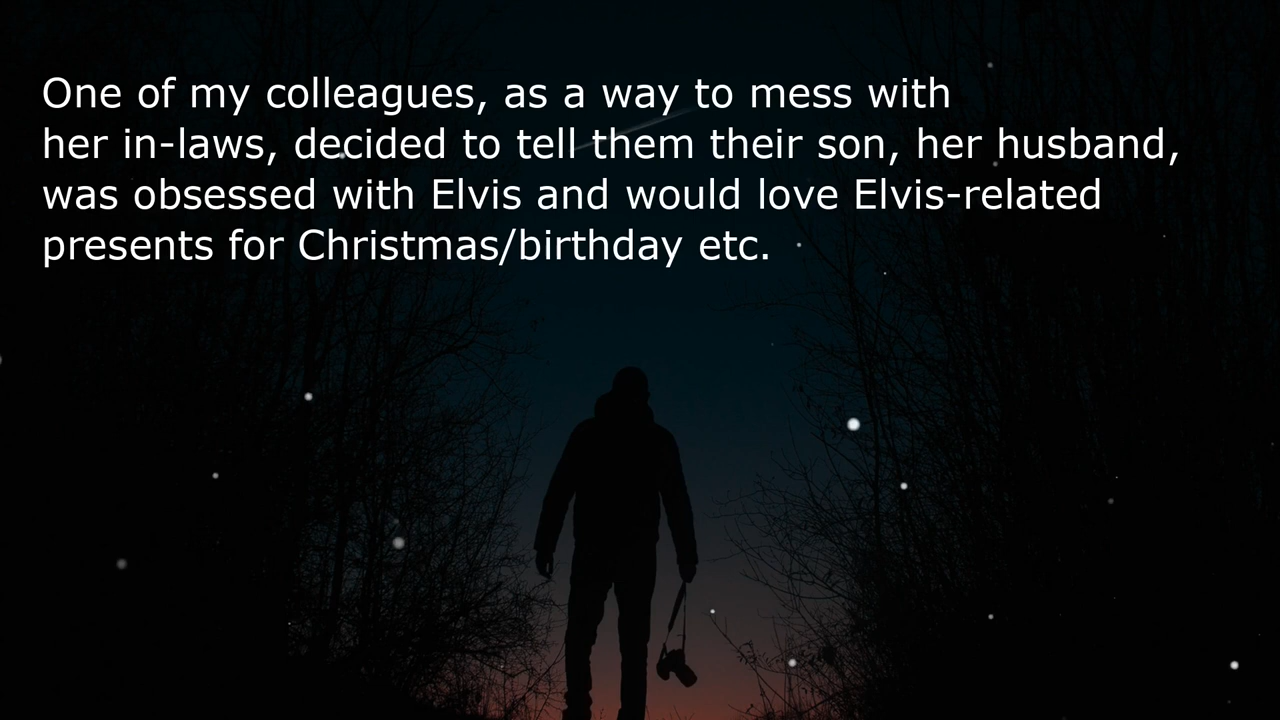 One of my colleagues, as a way to mess with
her in-laws, decided to tell them their son, her husband,
was obsessed with Elvis and would love Elvis-related
presents for Christmas/birthday etc.